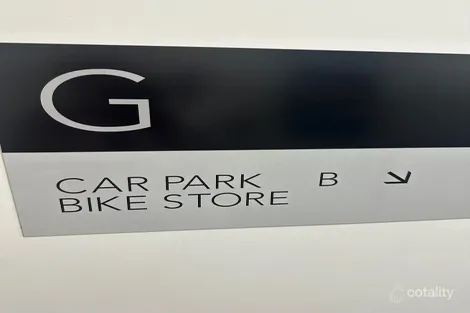 G
CAR PARK B ↘
BIKE STORE
cotality